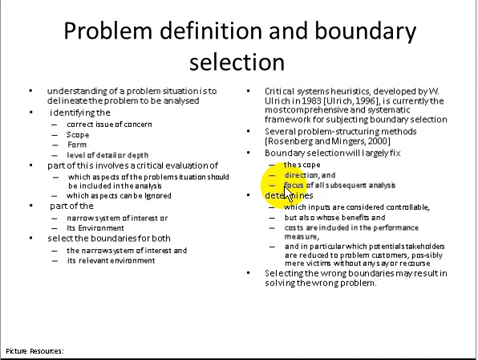 Problem definition and boundary
selection
• understanding of a problem situation is to
delineate the problem to be analysed
• identifying the
– correct issue of concern
– Scope
– Form
– level of detail or depth
• part of this involves a critical evaluation of
– which aspects of the problem situation should
be included in the analysis
– which aspects can be ignored
• part of the
– narrow system of interest or
– Its Environment
• select the boundaries for both
– the narrow system of interest and
– its relevant environment
• Critical systems heuristics, developed by W.
Ulrich in 1983 [Ulrich, 1996], is currently the
most comprehensive and systematic
framework for subjecting boundary selection
• Several problem-structuring methods
[Rosenberg and Mingers, 2000]
• Boundary selection will largely fix
– the scope
– direction, and
– focus of all subsequent analysis
• determines
– which inputs are considered controllable,
– but also whose benefits and
– costs are included in the performance
measure,
– and in particular which potential stakeholders
are reduced to problem customers, possibly
mere victims without any say or recourse
• Selecting the wrong boundaries may result in
solving the wrong problem.
Picture Resources: